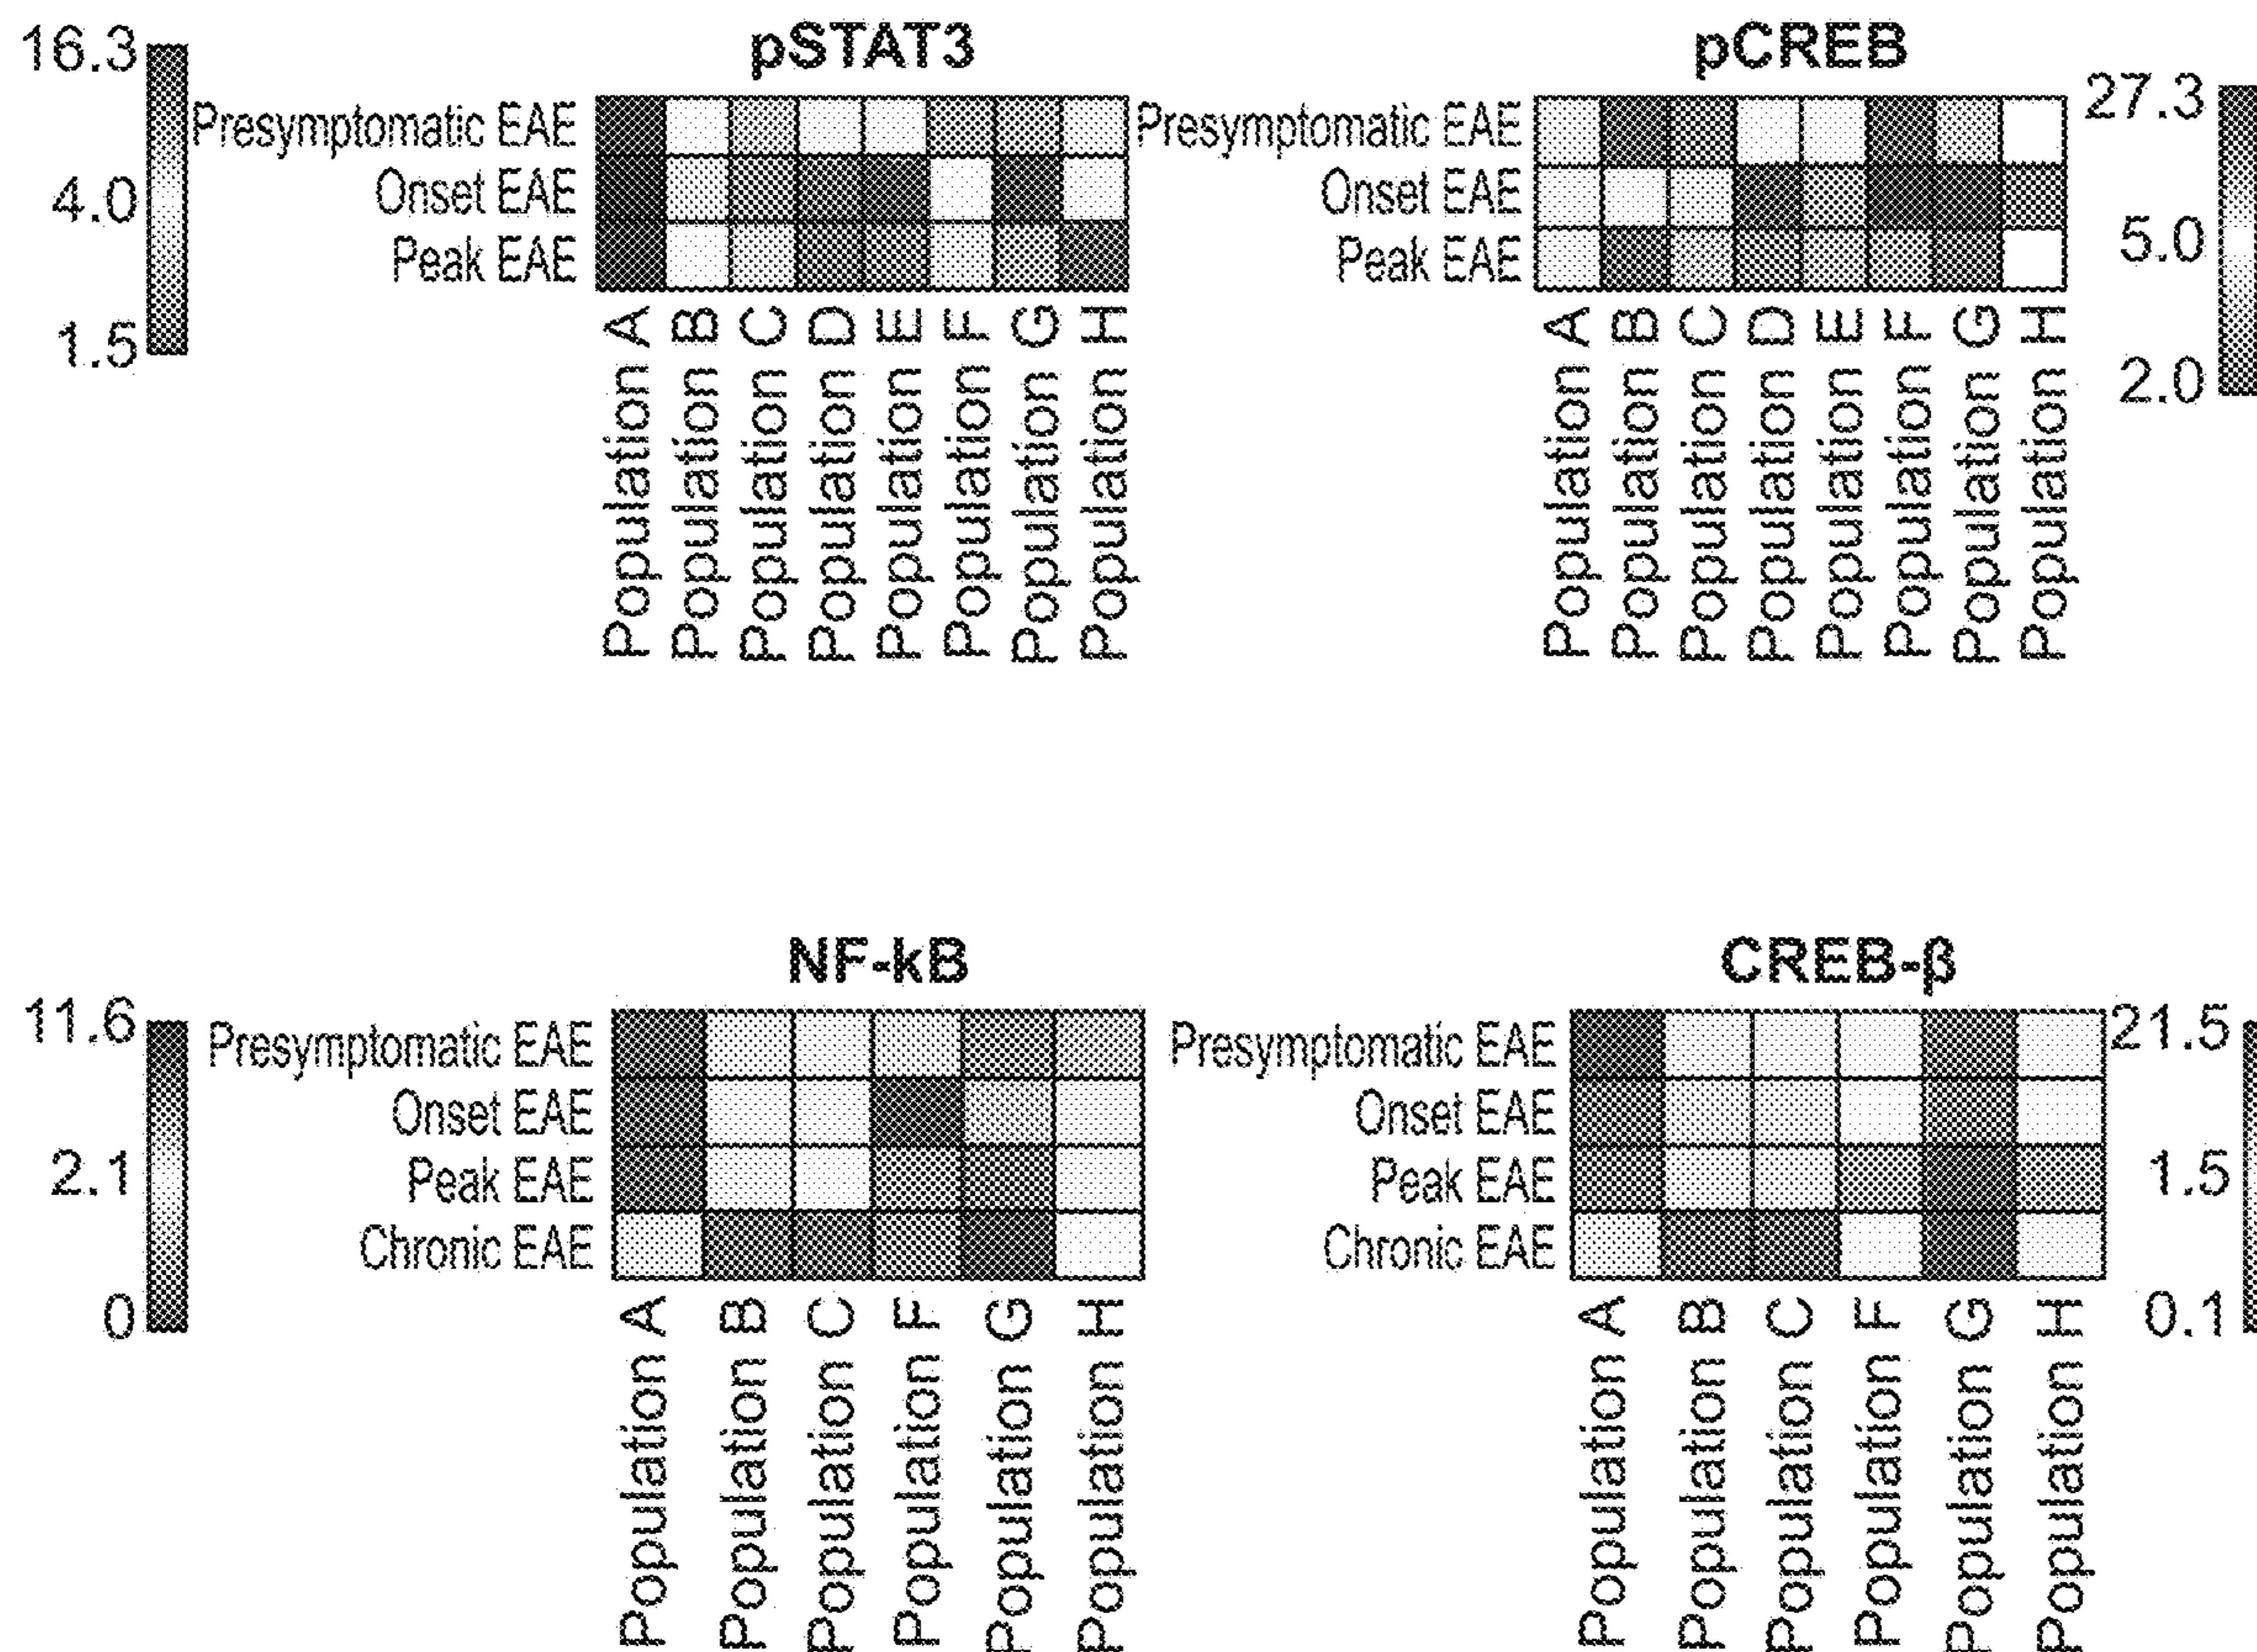 pSTAT3
16.3
4.0
1.5
Presymptomatic EAE
Onset EAE
Peak EAE
Population A
Population B
Population C
Population D
Population E
Population F
Population G
Population H
pCREB
Presymptomatic EAE
Onset EAE
Peak EAE
Population A
Population B
Population C
Population D
Population E
Population F
Population G
Population H
27.3
5.0
2.0
NF-kB
11.6
2.1
0
Presymptomatic EAE
Onset EAE
Peak EAE
Chronic EAE
Population A
Population B
Population C
Population F
Population G
Population H
CREB-β
Presymptomatic EAE
Onset EAE
Peak EAE
Chronic EAE
Population A
Population B
Population C
Population F
Population G
Population H
21.5
1.5
0.1